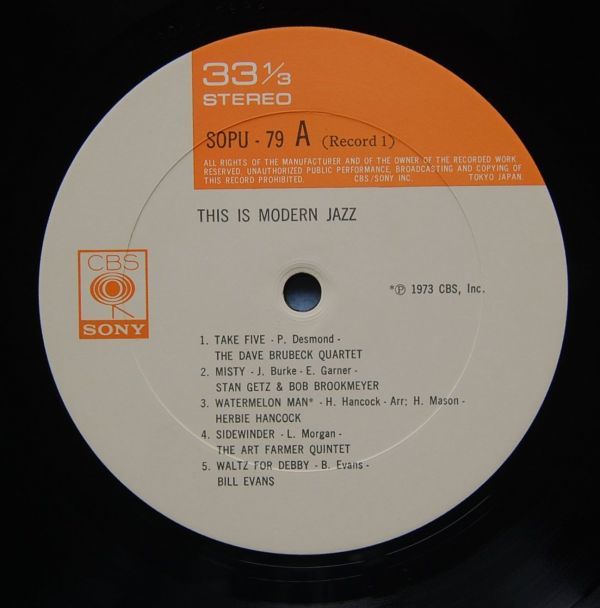 33 1/3
STEREO
SOPU - 79 A (Record 1)
ALL RIGHTS OF THE MANUFACTURER AND OF THE OWNER OF THE RECORDED WORK
RESERVED. UNAUTHORIZED PUBLIC PERFORMANCE, BROADCASTING AND COPYING OF
THIS RECORD PROHIBITED. CBS/SONY INC. TOKYO JAPAN.
THIS IS MODERN JAZZ
CBS
SONY
*℗ 1973 CBS, Inc.
1. TAKE FIVE - P. Desmond -
THE DAVE BRUBECK QUARTET
2. MISTY - J. Burke - E. Garner -
STAN GETZ & BOB BROOKMEYER
3. WATERMELON MAN* - H. Hancock - Arr: H. Mason -
HERBIE HANCOCK
4. SIDEWINDER - L. Morgan -
THE ART FARMER QUINTET
5. WALTZ FOR DEBBY - B. Evans -
BILL EVANS